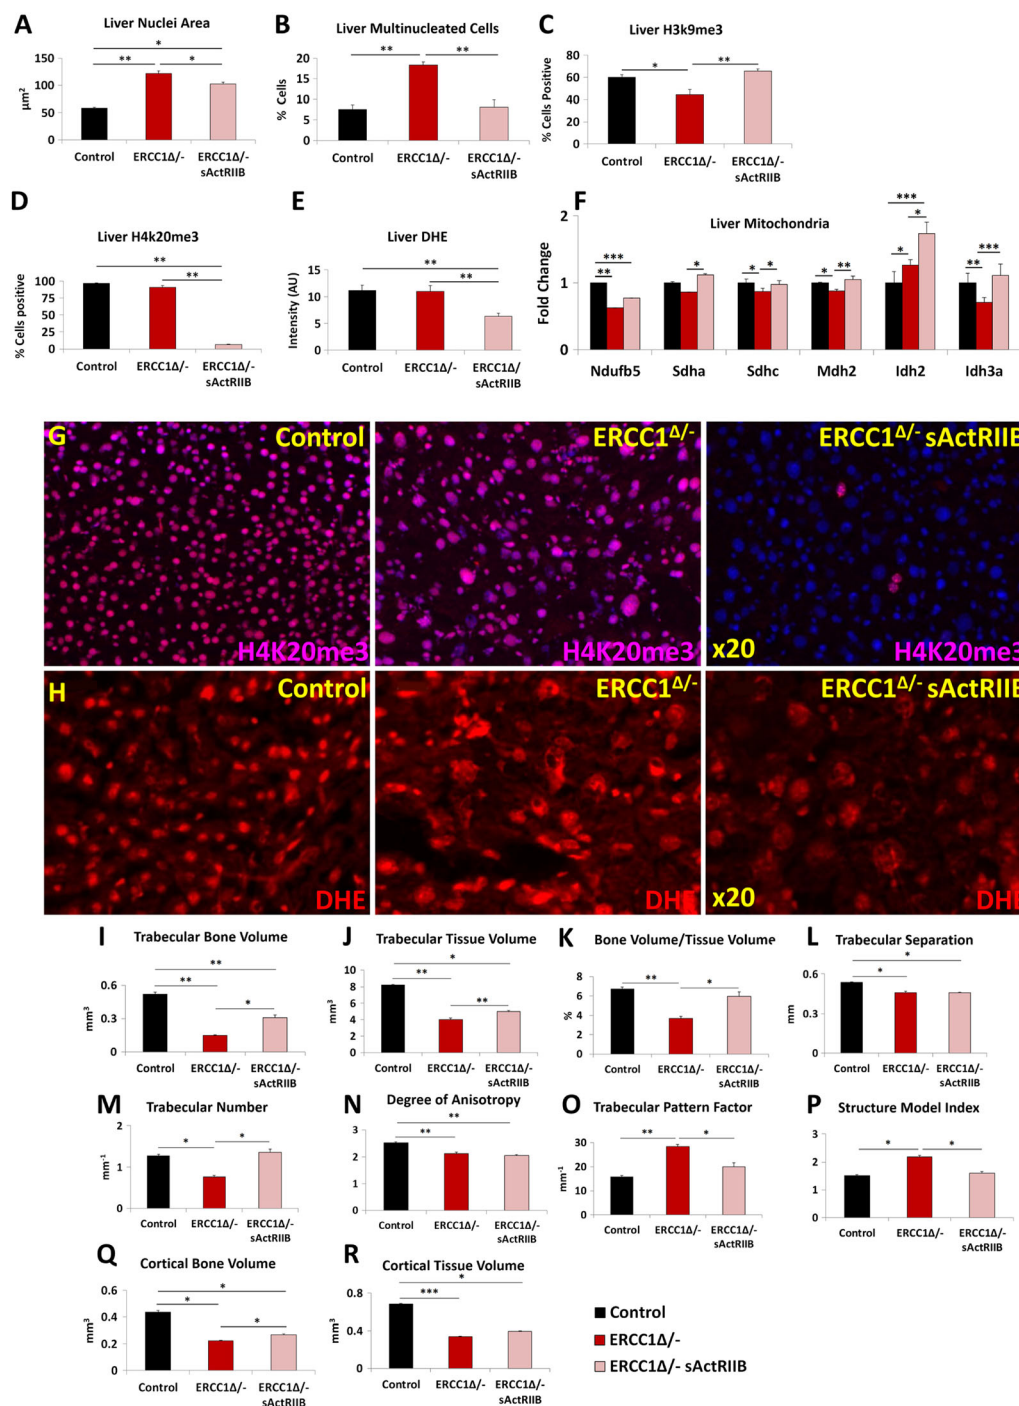 A
Liver Nuclei Area
*
**
*
150
100
50
0
µm²
Control
ERCC1Δ/-
ERCC1Δ/-
sActRIIB
B
Liver Multinucleated Cells
**
**
20
15
10
5
0
% Cells
Control
ERCC1Δ/-
ERCC1Δ/-
sActRIIB
C
Liver H3k9me3
*
**
80
60
40
20
0
% Cells Positive
Control
ERCC1Δ/-
ERCC1Δ/-
sActRIIB
D
Liver H4k20me3
**
**
100
75
50
25
0
% Cells positive
Control
ERCC1Δ/-
ERCC1Δ/-
sActRIIB
E
Liver DHE
**
**
15
10
5
0
Intensity (AU)
Control
ERCC1Δ/-
ERCC1Δ/
sActRIIB
F
Liver Mitochondria
2
1
0
Fold Change
***
**
*
*
*
*
**
***
*
*
***
**
Ndufb5
Sdha
Sdhc
Mdh2
Idh2
Idh3a
G
Control
H4K20me3
ERCC1Δ/-
H4K20me3
ERCC1Δ/- sActRIIB
x20
H4K20me3
H
Control
DHE
ERCC1Δ/-
DHE
ERCC1Δ/- sActRIIB
x20
DHE
I
Trabecular Bone Volume
**
**
*
0.6
0.3
0
mm³
Control
ERCC1Δ/-
ERCC1Δ/-
sActRIIB
J
Trabecular Tissue Volume
*
**
**
8
6
4
2
0
mm³
Control
ERCC1Δ/-
ERCC1Δ/-
sActRIIB
K
Bone Volume/Tissue Volume
**
*
8
6
4
2
0
%
Control
ERCC1Δ/-
ERCC1Δ/-
sActRIIB
L
Trabecular Separation
*
*
0.6
0.3
0
mm
Control
ERCC1Δ/-
ERCC1Δ/-
sActRIIB
M
Trabecular Number
*
*
2
1
0
mm⁻¹
Control
ERCC1Δ/-
ERCC1Δ/-
sActRIIB
N
Degree of Anisotropy
**
**
3
2
1
0
Control
ERCC1Δ/-
ERCC1Δ/-
sActRIIB
O
Trabecular Pattern Factor
**
*
30
20
10
0
mm⁻¹
Control
ERCC1Δ/-
ERCC1Δ/-
sActRIIB
P
Structure Model Index
*
*
3
2
1
0
Control
ERCC1Δ/-
ERCC1Δ/-
sActRIIB
Q
Cortical Bone Volume
*
*
*
0.6
0.4
0.2
0
mm³
Control
ERCC1Δ/-
ERCC1Δ/-
sActRIIB
R
Cortical Tissue Volume
*
***
0.8
0.4
0
mm³
Control
ERCC1Δ/-
ERCC1Δ/-
sActRIIB
Control
ERCC1Δ/-
ERCC1Δ/- sActRIIB